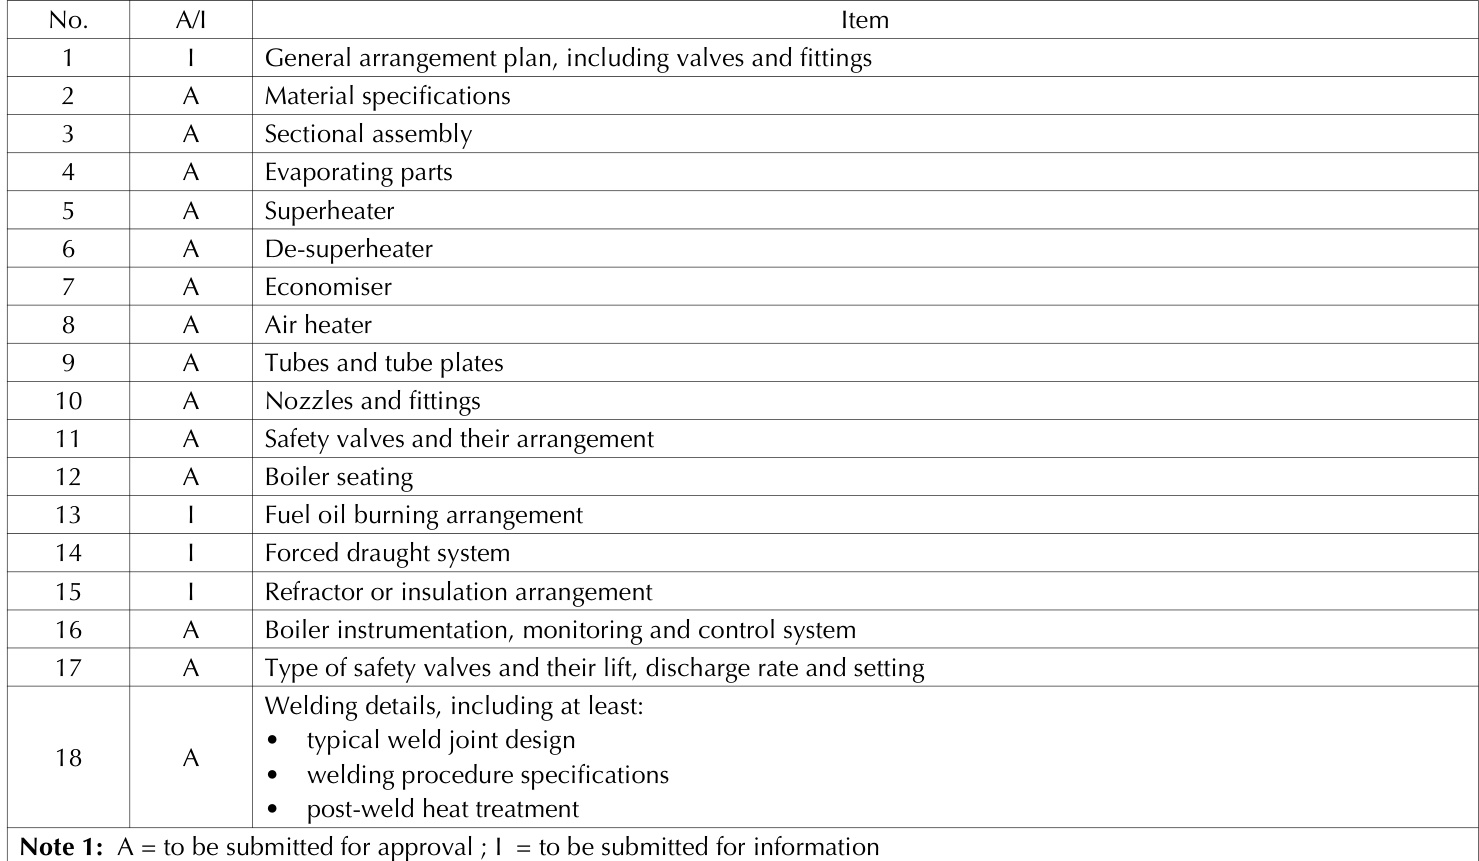 No. A/I Item
1 I General arrangement plan, including valves and fittings
2 A Material specifications
3 A Sectional assembly
4 A Evaporating parts
5 A Superheater
6 A De-superheater
7 A Economiser
8 A Air heater
9 A Tubes and tube plates
10 A Nozzles and fittings
11 A Safety valves and their arrangement
12 A Boiler seating
13 I Fuel oil burning arrangement
14 I Forced draught system
15 I Refractor or insulation arrangement
16 A Boiler instrumentation, monitoring and control system
17 A Type of safety valves and their lift, discharge rate and setting
18 A Welding details, including at least:
• typical weld joint design
• welding procedure specifications
• post-weld heat treatment
Note 1: A = to be submitted for approval ; I = to be submitted for information